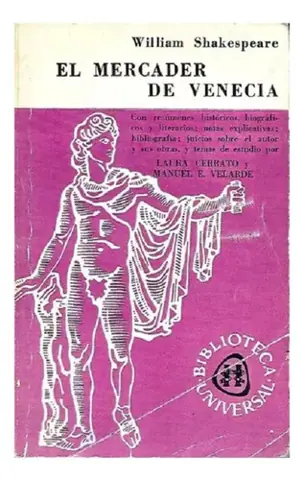 William Shakespeare
EL MERCADER
DE VENECIA
Con resúmenes históricos, biográfi-
cos y literarios; notas explicativas;
bibliografía; juicios sobre el autor
y sus obras, y temas de estudio por
LAURA CERRATO y
MANUEL E. VELARDE
BIBLIOTECA
UNIVERSAL